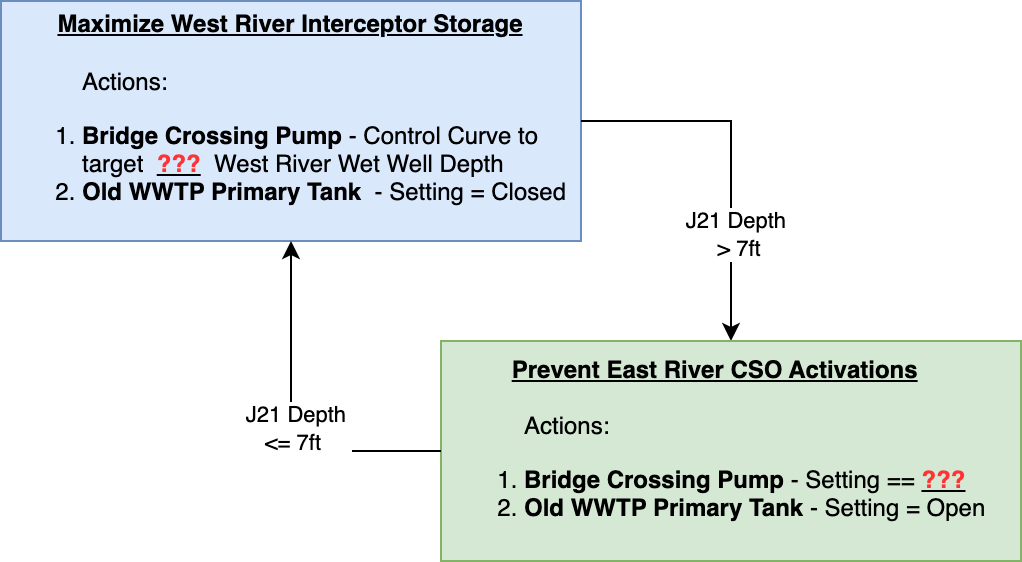 Maximize West River Interceptor Storage
Actions:
1. Bridge Crossing Pump - Control Curve to
target ??? West River Wet Well Depth
2. Old WWTP Primary Tank - Setting = Closed
J21 Depth
> 7ft
Prevent East River CSO Activations
Actions:
1. Bridge Crossing Pump - Setting == ???
2. Old WWTP Primary Tank - Setting = Open
J21 Depth
<= 7ft